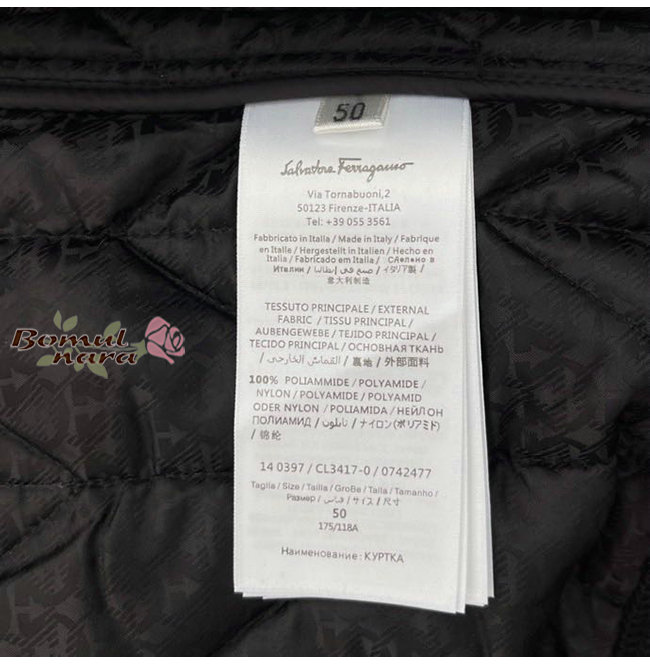 50
Salvatore Ferragamo
Via Tornabuoni,2
50123 Firenze-ITALIA
Tel: +39 055 3561
Fabbricato in Italia / Made in Italy / Fabrique
en Italie / Hergestellt in Italien / Hecho en
Italia / Fabricado em Italia / Сделено в
Италии / صنع في إيطاليا / イタリア製 /
意大利制造
TESSUTO PRINCIPALE / EXTERNAL
FABRIC / TISSU PRINCIPAL /
AUBENGEWEBE / TEJIDO PRINCIPAL /
TECIDO PRINCIPAL / ОСНОВНАЯ ТКАНЬ
/ القماش الخارجي / 裏地 / 外部面料
100% POLIAMMIDE / POLYAMIDE /
NYLON / POLYAMIDE / POLYAMID
ODER NYLON / POLIAMIDA / НЕЙЛОН
ПОЛИАМИД / نايلون / ナイロン(ポリアミド)
/ 锦纶
14 0397 / CL3417-0 / 0742477
Taglia / Size / Tailla / GroBe / Talla / Tamanho /
Размер / قياس / サイズ / 尺寸
50
175/118A
Наименование: КУРТКА
Bomul
nara